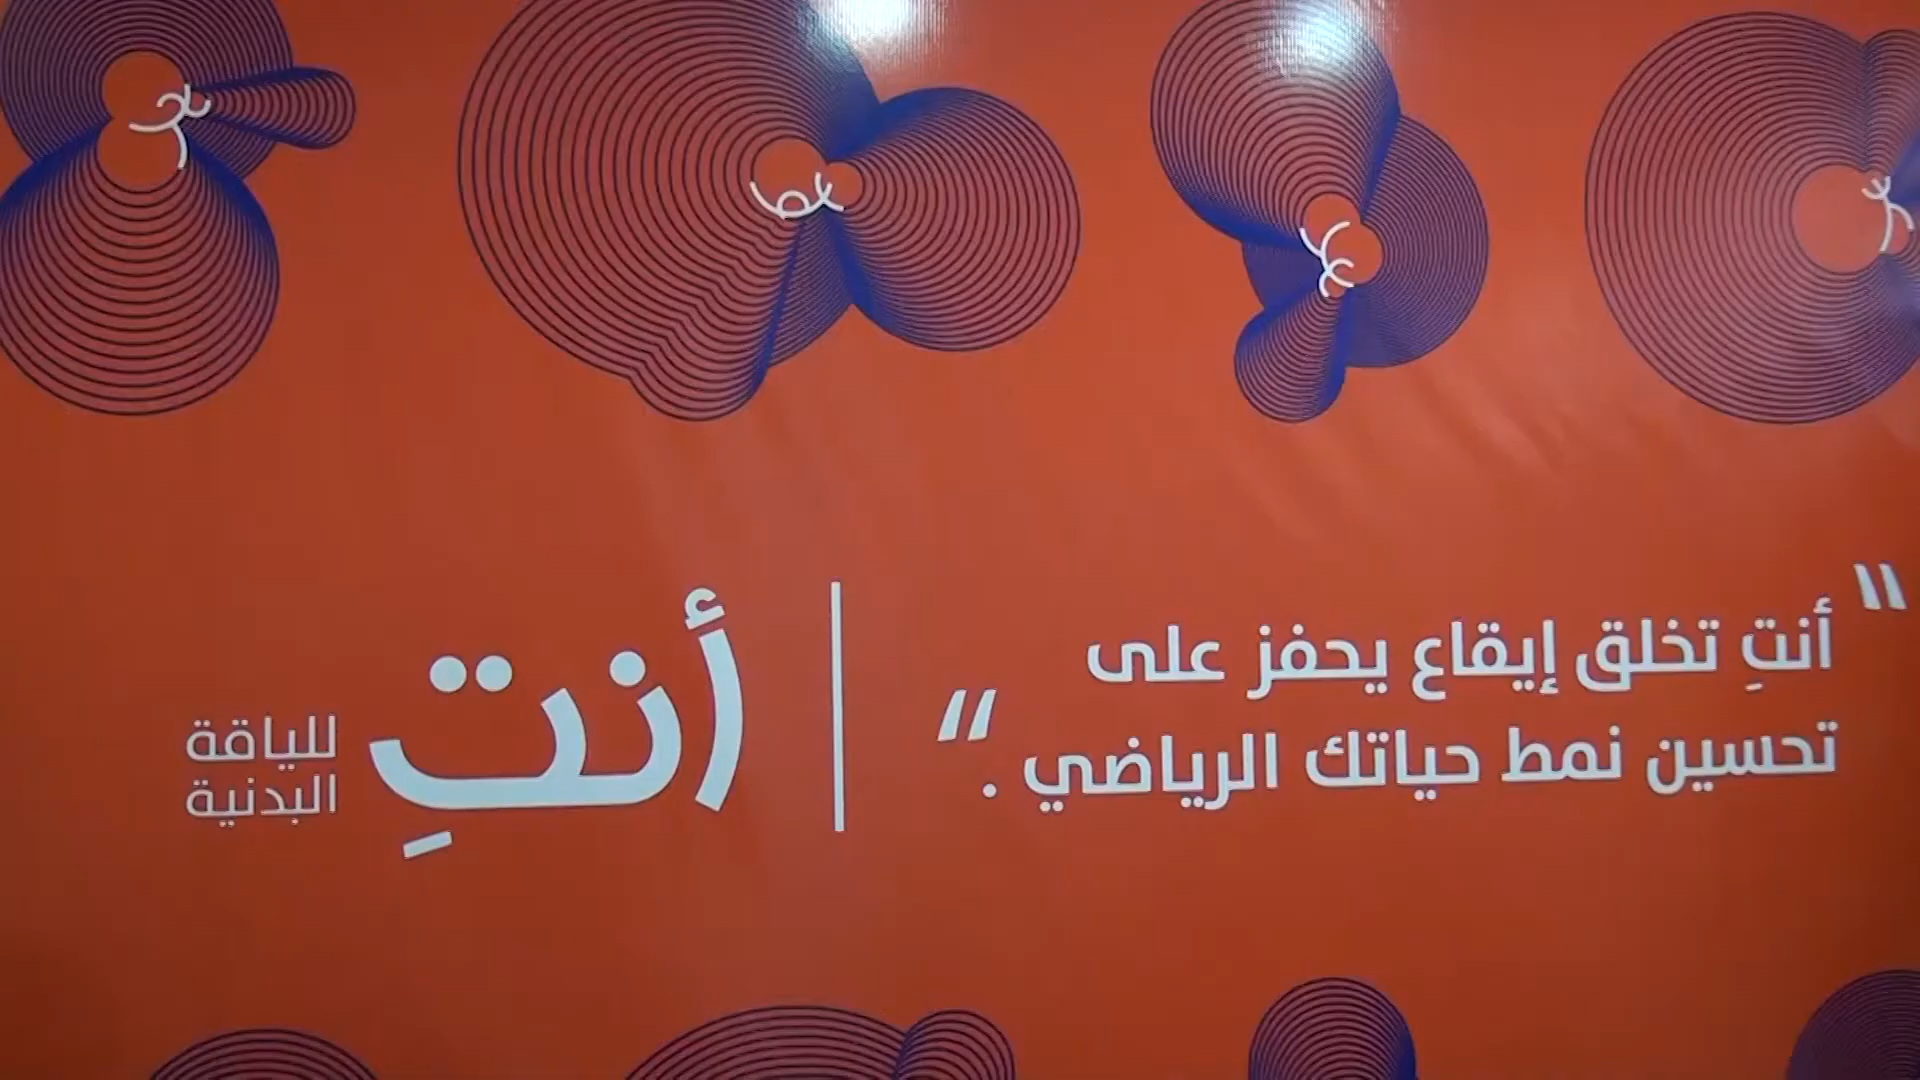 "أنتِ تخلق إيقاع يحفز على
تحسين نمط حياتك الرياضي ."
أنتِ
للياقة
البدنية